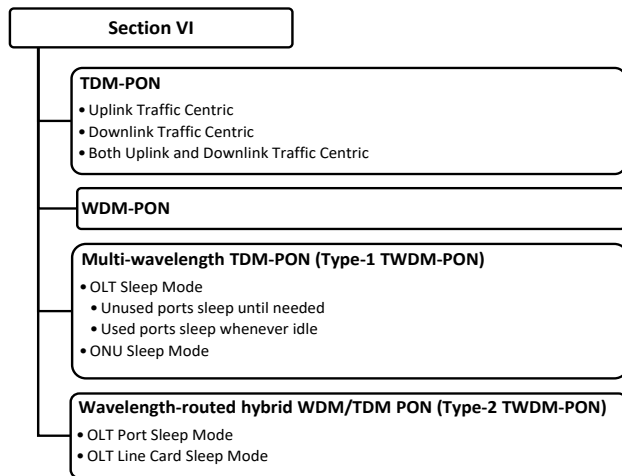 Section VI
TDM-PON
• Uplink Traffic Centric
• Downlink Traffic Centric
• Both Uplink and Downlink Traffic Centric
WDM-PON
Multi-wavelength TDM-PON (Type-1 TWDM-PON)
• OLT Sleep Mode
• Unused ports sleep until needed
• Used ports sleep whenever idle
• ONU Sleep Mode
Wavelength-routed hybrid WDM/TDM PON (Type-2 TWDM-PON)
• OLT Port Sleep Mode
• OLT Line Card Sleep Mode